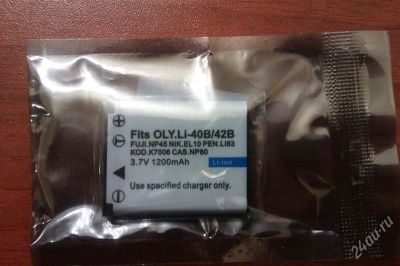 Fits OLY.Li-40B/42B
FUJI.NP45 NIK.EL10 PEN.LI63
KOD.K7006 CAS.NP80
3.7V 1200mAh
Li-ion
Use specified charger only.
24au.ru